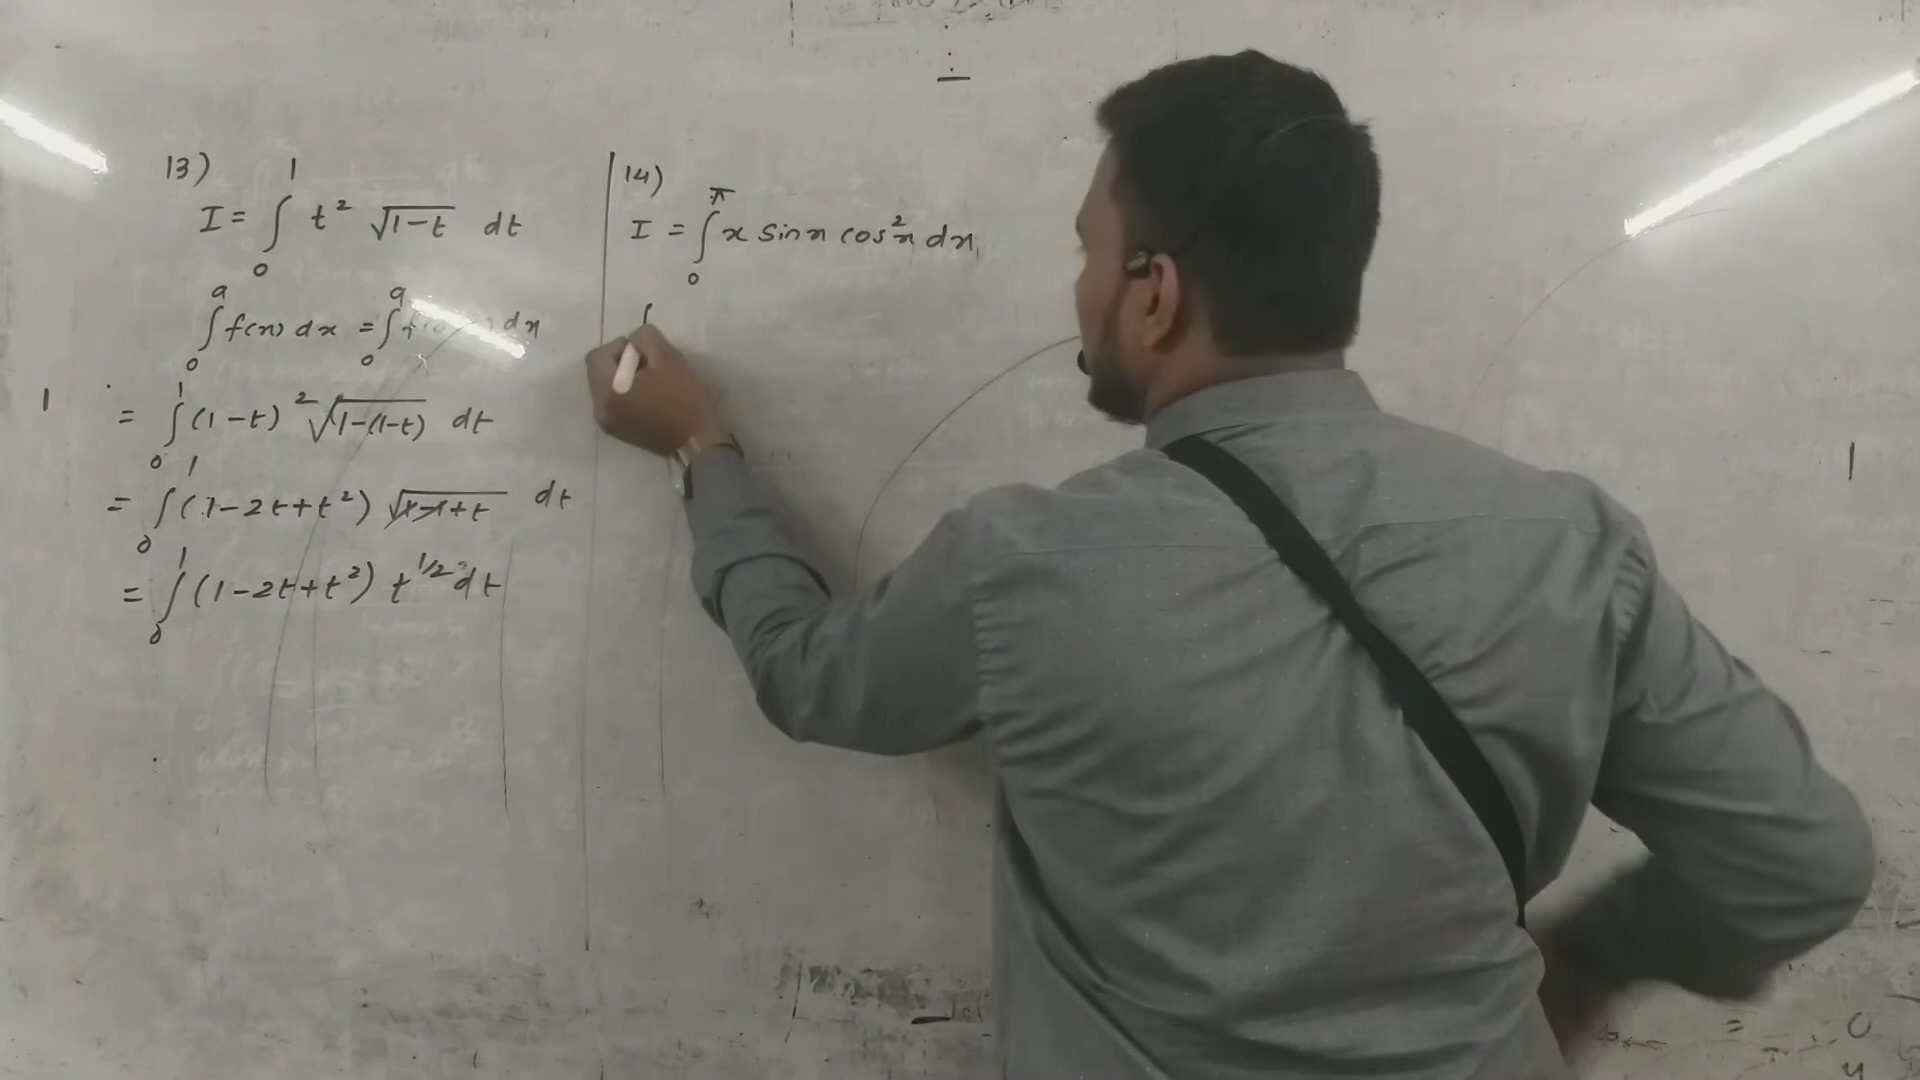 13)
I = ∫₀¹ t² √(1-t) dt
∫₀ᵃ f(x) dx = ∫₀ᵃ f( ) dx
= ∫₀¹ (1-t)² √(1-(1-t)) dt
= ∫₀¹ (1-2t+t²) √(1-1+t) dt
= ∫₀¹ (1-2t+t²) t^1/2 dt
14)
I = ∫₀^π x sinx cos²x dx
∫